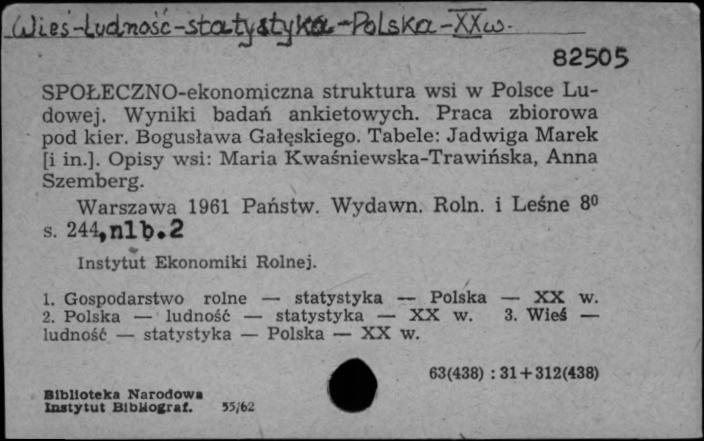 Wieś-ludność-statystyka-Polska-XXw.
82505
SPOŁECZNO-ekonomiczna struktura wsi w Polsce Lu-
dowej. Wyniki badań ankietowych. Praca zbiorowa
pod kier. Bogusława Gałęskiego. Tabele: Jadwiga Marek
[i in.]. Opisy wsi: Maria Kwaśniewska-Trawińska, Anna
Szemberg.
Warszawa 1961 Państw. Wydawn. Roln. i Leśne 8⁰
s. 244, nlb. 2
Instytut Ekonomiki Rolnej.
1. Gospodarstwo rolne — statystyka — Polska — XX w.
2. Polska — ludność — statystyka — XX w. 3. Wieś —
ludność — statystyka — Polska — XX w.
63(438) : 31+312(438)
Biblioteka Narodowa
Instytut Bibliograf. 55/62